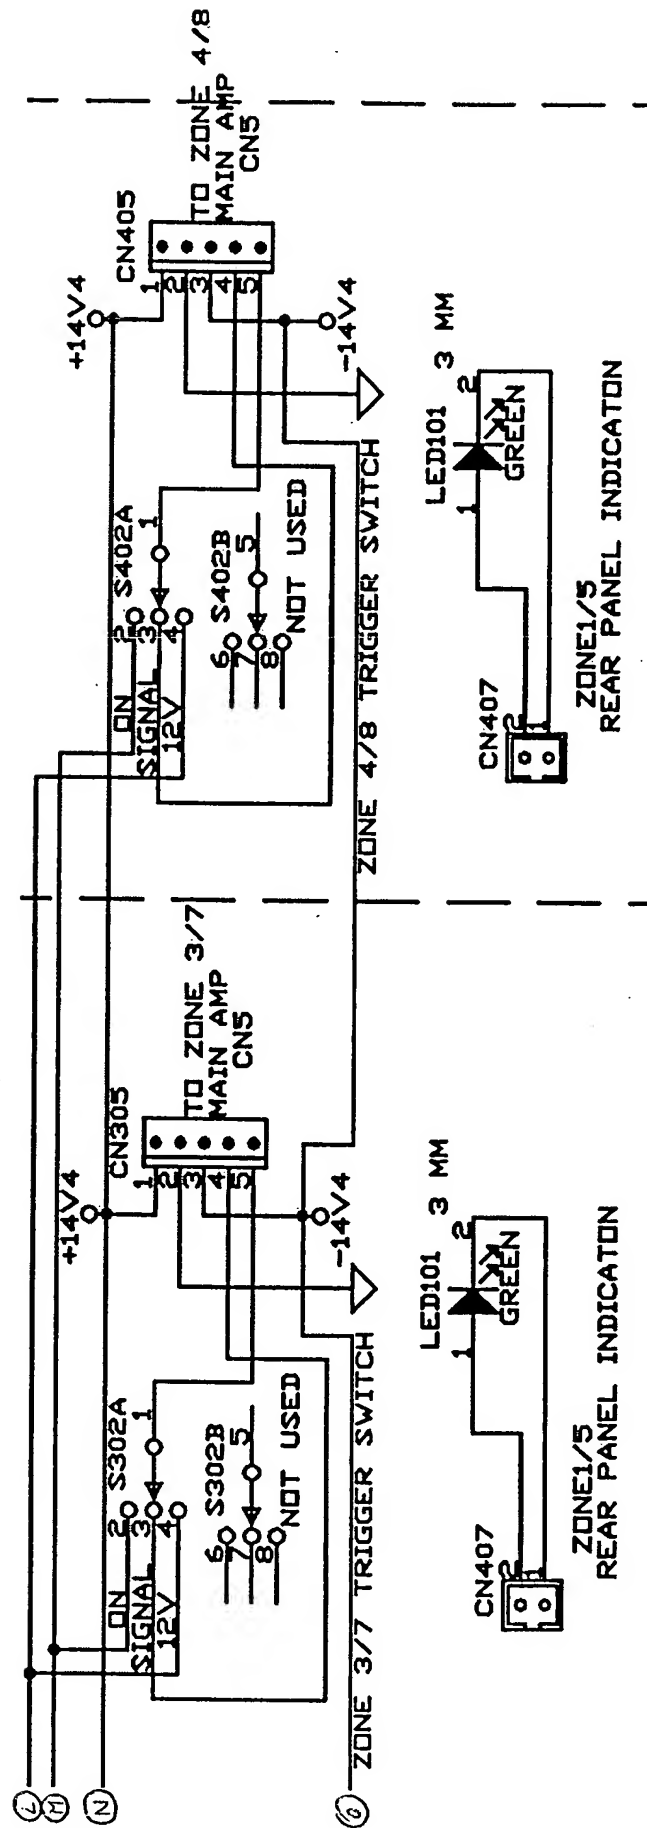 L
M
N
O
ON
SIGNAL
12V
2
3
4
S302A
1
6
7
8
S302B
5
NOT USED
ZONE 3/7 TRIGGER SWITCH
+14V4
-14V4
CN305
1
2
3
4
5
TO ZONE 3/7
MAIN AMP
CN5
ON
SIGNAL
12V
2
3
4
S402A
1
6
7
8
S402B
5
NOT USED
ZONE 4/8 TRIGGER SWITCH
+14V4
-14V4
CN405
1
2
3
4
5
TO ZONE 4/8
MAIN AMP
CN5
CN407
2
1
LED101
1
2
3 MM
GREEN
ZONE1/5
REAR PANEL INDICATON
CN407
2
1
LED101
1
2
3 MM
GREEN
ZONE1/5
REAR PANEL INDICATON